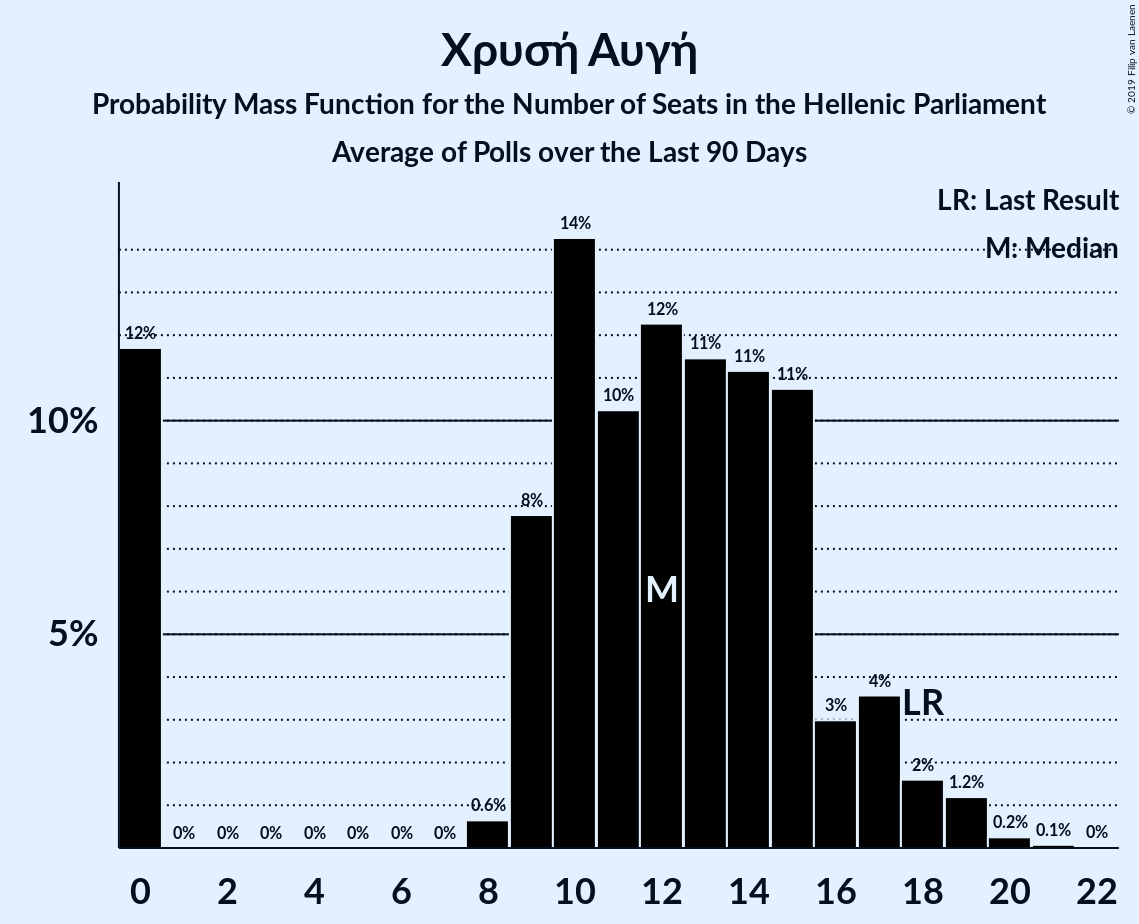 Χρυσή Αυγή
Probability Mass Function for the Number of Seats in the Hellenic Parliament
Average of Polls over the Last 90 Days
© 2019 Filip van Laenen
LR: Last Result
M: Median
10%
5%
12%
0%
0%
0%
0%
0%
0%
0%
0.6%
8%
14%
10%
12%
11%
11%
11%
3%
4%
2%
1.2%
0.2%
0.1%
0%
M
LR
0 2 4 6 8 10 12 14 16 18 20 22